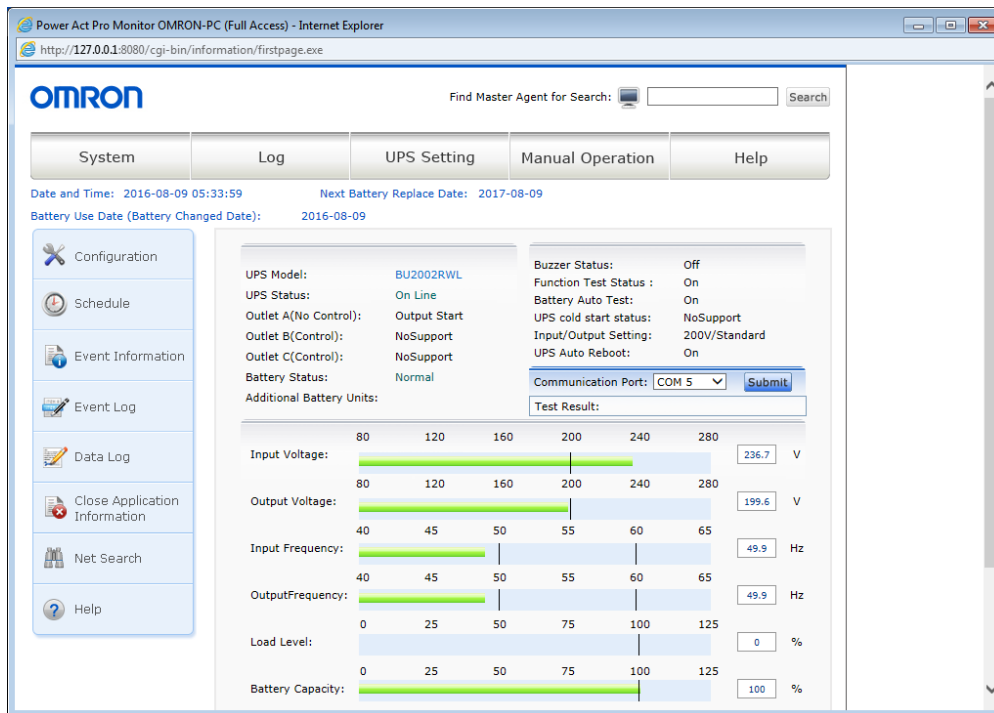 Power Act Pro Monitor OMRON-PC (Full Access) - Internet Explorer
http://127.0.0.1:8080/cgi-bin/information/firstpage.exe
OMRON
Find Master Agent for Search:
Search
System
Log
UPS Setting
Manual Operation
Help
Date and Time: 2016-08-09 05:33:59
Next Battery Replace Date: 2017-08-09
Battery Use Date (Battery Changed Date): 2016-08-09
Configuration
Schedule
Event Information
Event Log
Data Log
Close Application
Information
Net Search
Help
UPS Model: BU2002RWL
UPS Status: On Line
Outlet A(No Control): Output Start
Outlet B(Control): NoSupport
Outlet C(Control): NoSupport
Battery Status: Normal
Additional Battery Units:
Buzzer Status: Off
Function Test Status : On
Battery Auto Test: On
UPS cold start status: NoSupport
Input/Output Setting: 200V/Standard
UPS Auto Reboot: On
Communication Port: COM 5 Submit
Test Result:
80 120 160 200 240 280
Input Voltage: 236.7 V
80 120 160 200 240 280
Output Voltage: 199.6 V
40 45 50 55 60 65
Input Frequency: 49.9 Hz
40 45 50 55 60 65
OutputFrequency: 49.9 Hz
0 25 50 75 100 125
Load Level: 0 %
0 25 50 75 100 125
Battery Capacity: 100 %